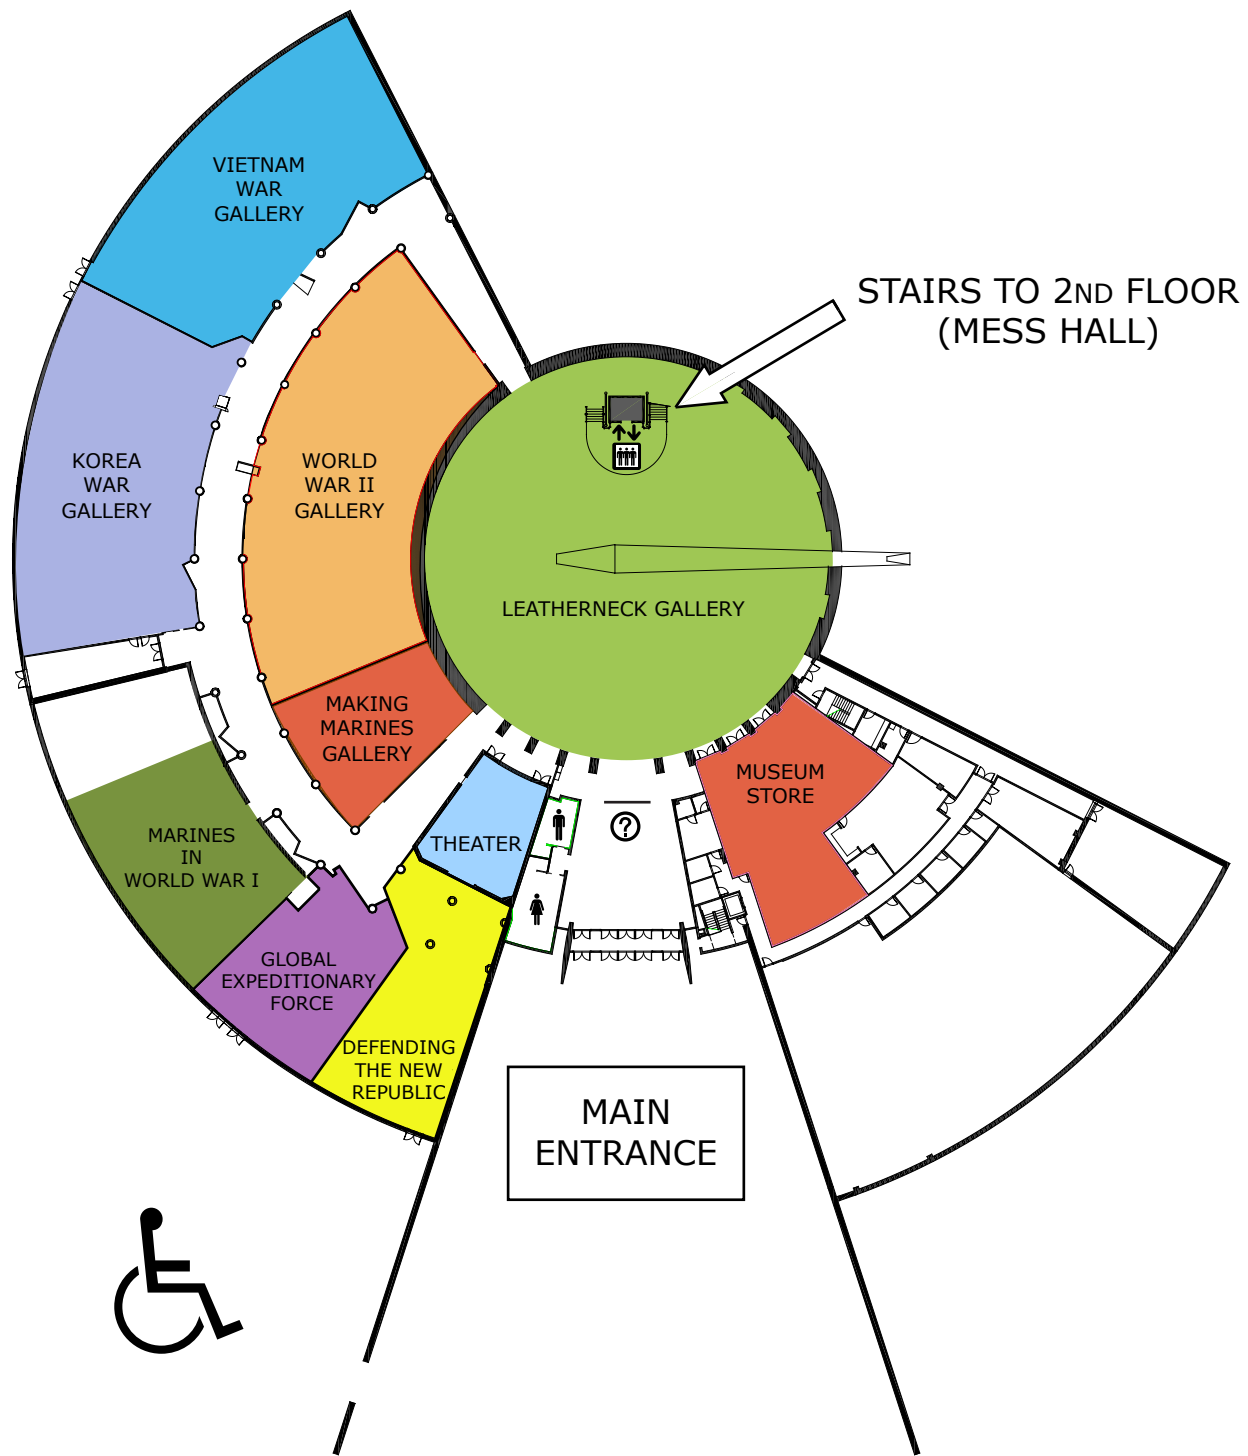 VIETNAM
WAR
GALLERY
STAIRS TO 2ND FLOOR
(MESS HALL)
KOREA
WAR
GALLERY
WORLD
WAR II
GALLERY
LEATHERNECK GALLERY
MAKING
MARINES
GALLERY
MUSEUM
STORE
?
THEATER
MARINES
IN
WORLD WAR I
GLOBAL
EXPEDITIONARY
FORCE
DEFENDING
THE NEW
REPUBLIC
MAIN
ENTRANCE